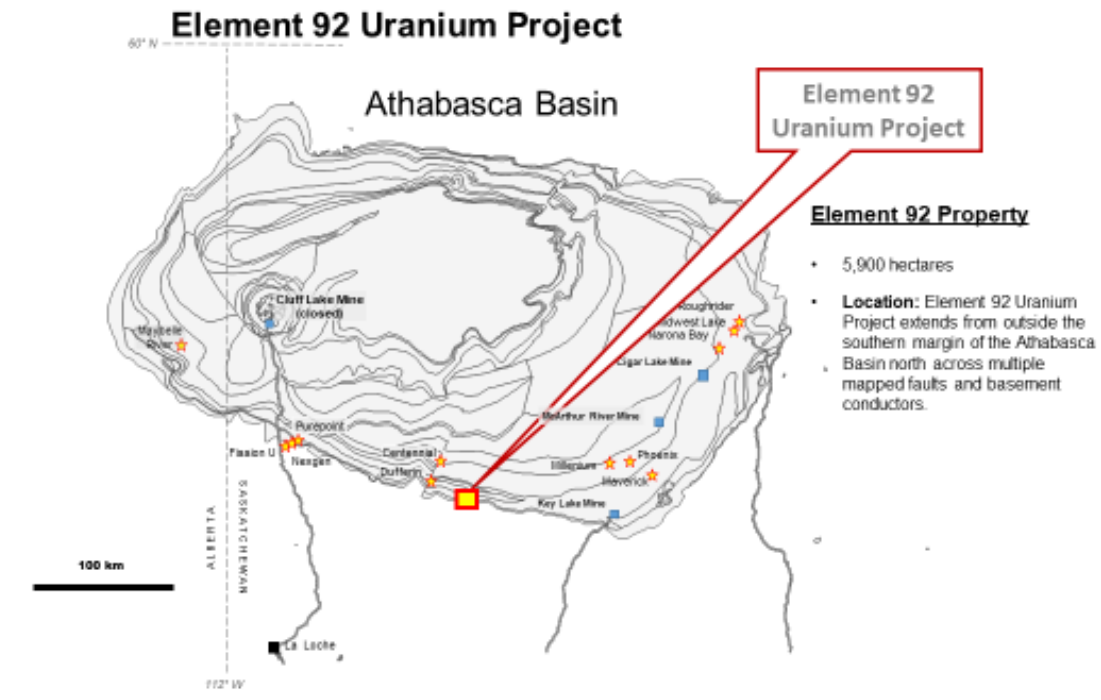 Element 92 Uranium Project
60° N
Athabasca Basin
Element 92
Uranium Project
Element 92 Property
• 5,900 hectares
• Location: Element 92 Uranium
Project extends from outside the
southern margin of the Athabasca
Basin north across multiple
mapped faults and basement
conductors.
Cluff Lake Mine
(closed)
Maybelle
River
Roughrider
Midwest Lake
Narona Bay
Cigar Lake Mine
McArthur River Mine
Purepoint
Fission U
Nexgen
Centennial
Dufferin
Millenium
Phoenix
Maverick
Key Lake Mine
ALBERTA
SASKATCHEWAN
100 km
La Loche
112° W